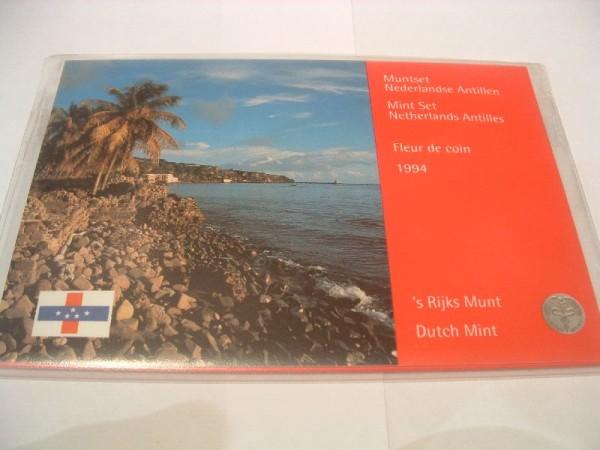 Muntset
Nederlandse Antillen
Mint Set
Netherlands Antilles
Fleur de coin
1994
's Rijks Munt
Dutch Mint